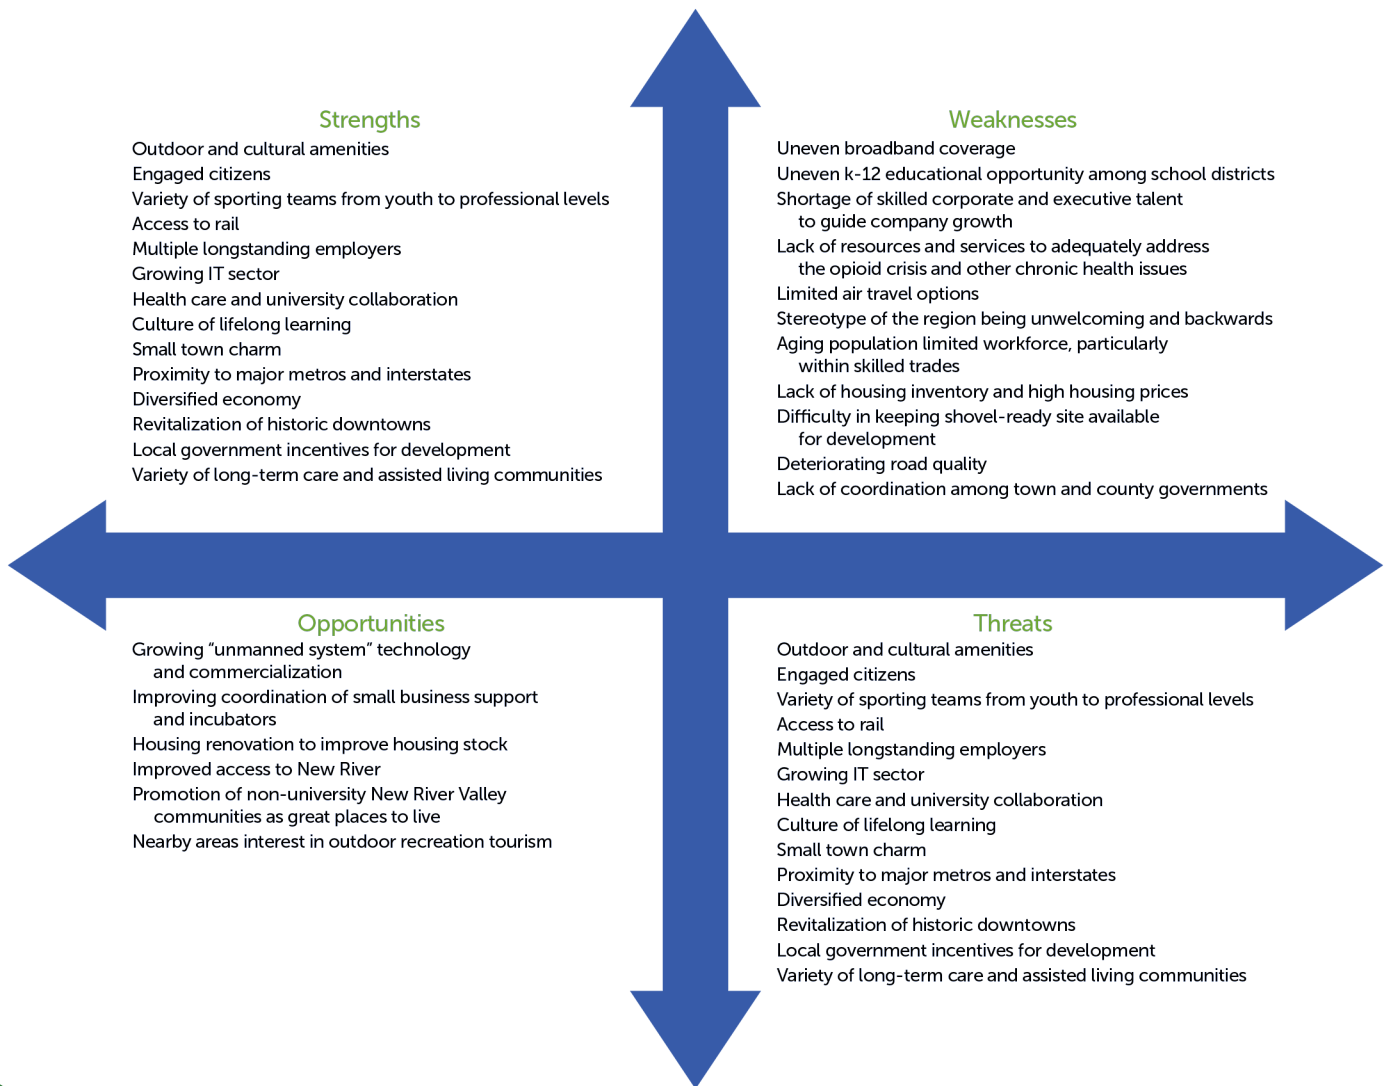 Strengths
Outdoor and cultural amenities
Engaged citizens
Variety of sporting teams from youth to professional levels
Access to rail
Multiple longstanding employers
Growing IT sector
Health care and university collaboration
Culture of lifelong learning
Small town charm
Proximity to major metros and interstates
Diversified economy
Revitalization of historic downtowns
Local government incentives for development
Variety of long-term care and assisted living communities
Weaknesses
Uneven broadband coverage
Uneven k-12 educational opportunity among school districts
Shortage of skilled corporate and executive talent
to guide company growth
Lack of resources and services to adequately address
the opioid crisis and other chronic health issues
Limited air travel options
Stereotype of the region being unwelcoming and backwards
Aging population limited workforce, particularly
within skilled trades
Lack of housing inventory and high housing prices
Difficulty in keeping shovel-ready site available
for development
Deteriorating road quality
Lack of coordination among town and county governments
Opportunities
Growing “unmanned system” technology
and commercialization
Improving coordination of small business support
and incubators
Housing renovation to improve housing stock
Improved access to New River
Promotion of non-university New River Valley
communities as great places to live
Nearby areas interest in outdoor recreation tourism
Threats
Outdoor and cultural amenities
Engaged citizens
Variety of sporting teams from youth to professional levels
Access to rail
Multiple longstanding employers
Growing IT sector
Health care and university collaboration
Culture of lifelong learning
Small town charm
Proximity to major metros and interstates
Diversified economy
Revitalization of historic downtowns
Local government incentives for development
Variety of long-term care and assisted living communities